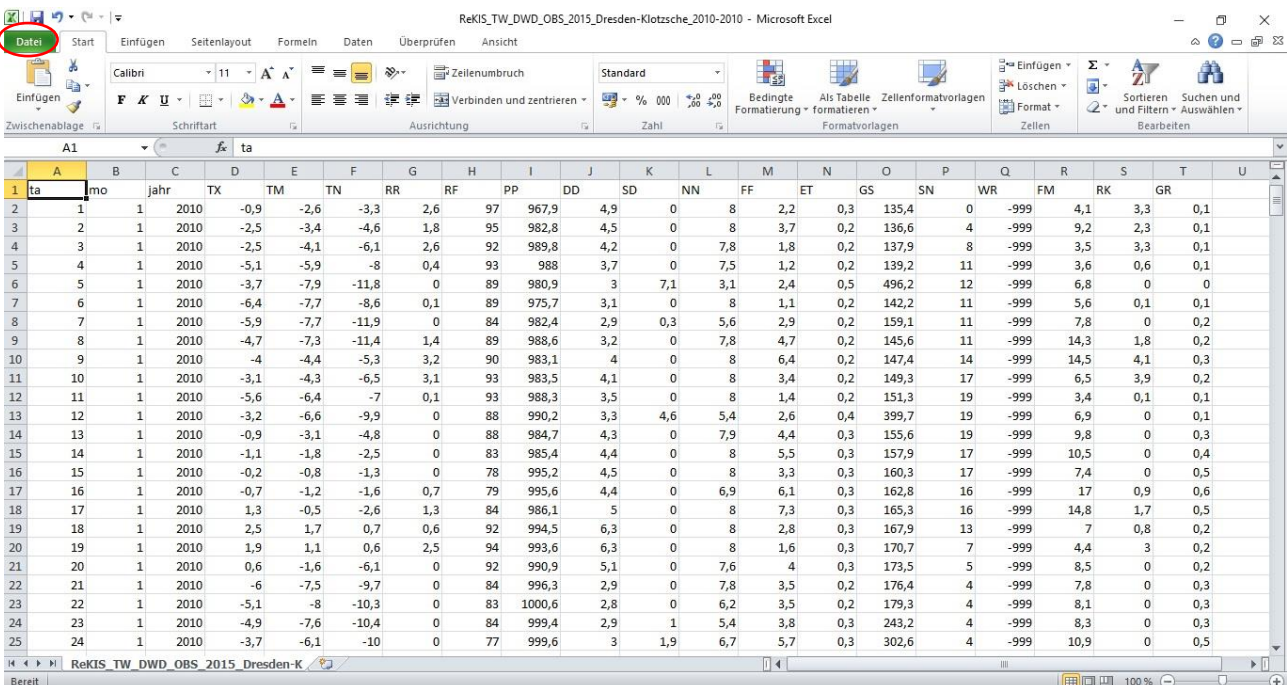 ReKIS_TW_DWD_OBS_2015_Dresden-Klotzsche_2010-2010 - Microsoft Excel
Datei Start Einfügen Seitenlayout Formeln Daten Überprüfen Ansicht
Calibri 11 Zeilenumbruch Standard Einfügen Σ
Einfügen F K U Verbinden und zentrieren % 000 Bedingte Formatierung Als Tabelle formatieren Zellenformatvorlagen Löschen Format Sortieren und Filtern Suchen und Auswählen
Zwischenablage Schriftart Ausrichtung Zahl Formatvorlagen Zellen Bearbeiten
A1 fx ta
A B C D E F G H I J K L M N O P Q R S T U
1 ta mo jahr TX TM TN RR RF PP DD SD NN FF ET GS SN WR FM RK GR
2 1 1 2010 -0,9 -2,6 -3,3 2,6 97 967,9 4,9 0 8 2,2 0,3 135,4 0 -999 4,1 3,3 0,1
3 2 1 2010 -2,5 -3,4 -4,6 1,8 95 982,8 4,5 0 8 3,7 0,2 136,6 4 -999 9,2 2,3 0,1
4 3 1 2010 -2,5 -4,1 -6,1 2,6 92 989,8 4,2 0 7,8 1,8 0,2 137,9 8 -999 3,5 3,3 0,1
5 4 1 2010 -5,1 -5,9 -8 0,4 93 988 3,7 0 7,5 1,2 0,2 139,2 11 -999 3,6 0,6 0,1
6 5 1 2010 -3,7 -7,9 -11,8 0 89 980,9 3 7,1 3,1 2,4 0,5 496,2 12 -999 6,8 0 0
7 6 1 2010 -6,4 -7,7 -8,6 0,1 89 975,7 3,1 0 8 1,1 0,2 142,2 11 -999 5,6 0,1 0,1
8 7 1 2010 -5,9 -7,7 -11,9 0 84 982,4 2,9 0,3 5,6 2,9 0,2 159,1 11 -999 7,8 0 0,2
9 8 1 2010 -4,7 -7,3 -11,4 1,4 89 988,6 3,2 0 7,8 4,7 0,2 145,6 11 -999 14,3 1,8 0,2
10 9 1 2010 -4 -4,4 -5,3 3,2 90 983,1 4 0 8 6,4 0,2 147,4 14 -999 14,5 4,1 0,3
11 10 1 2010 -3,1 -4,3 -6,5 3,1 93 983,5 4,1 0 8 3,4 0,2 149,3 17 -999 6,5 3,9 0,2
12 11 1 2010 -5,6 -6,4 -7 0,1 93 988,3 3,5 0 8 1,4 0,2 151,3 19 -999 3,4 0,1 0,1
13 12 1 2010 -3,2 -6,6 -9,9 0 88 990,2 3,3 4,6 5,4 2,6 0,4 399,7 19 -999 6,9 0 0,1
14 13 1 2010 -0,9 -3,1 -4,8 0 88 984,7 4,3 0 7,9 4,4 0,3 155,6 19 -999 9,8 0 0,3
15 14 1 2010 -1,1 -1,8 -2,5 0 83 985,4 4,4 0 8 5,5 0,3 157,9 17 -999 10,5 0 0,4
16 15 1 2010 -0,2 -0,8 -1,3 0 78 995,2 4,5 0 8 3,3 0,3 160,3 17 -999 7,4 0 0,5
17 16 1 2010 -0,7 -1,2 -1,6 0,7 79 995,6 4,4 0 6,9 6,1 0,3 162,8 16 -999 17 0,9 0,6
18 17 1 2010 1,3 -0,5 -2,6 1,3 84 986,1 5 0 8 7,3 0,3 165,3 16 -999 14,8 1,7 0,5
19 18 1 2010 2,5 1,7 0,7 0,6 92 994,5 6,3 0 8 2,8 0,3 167,9 13 -999 7 0,8 0,2
20 19 1 2010 1,9 1,1 0,6 2,5 94 993,6 6,3 0 8 1,6 0,3 170,7 7 -999 4,4 3 0,2
21 20 1 2010 0,6 -1,6 -6,1 0 92 990,9 5,1 0 7,6 4 0,3 173,5 5 -999 8,5 0 0,2
22 21 1 2010 -6 -7,5 -9,7 0 84 996,3 2,9 0 7,8 3,5 0,2 176,4 4 -999 7,8 0 0,3
23 22 1 2010 -5,1 -8 -10,3 0 83 1000,6 2,8 0 6,2 3,5 0,2 179,3 4 -999 8,1 0 0,3
24 23 1 2010 -4,9 -7,6 -10,4 0 84 999,4 2,9 1 5,4 3,8 0,3 243,2 4 -999 8,3 0 0,3
25 24 1 2010 -3,7 -6,1 -10 0 77 999,6 3 1,9 6,7 5,7 0,3 302,6 4 -999 10,9 0 0,5
ReKIS_TW_DWD_OBS_2015_Dresden-K
Bereit 100 %